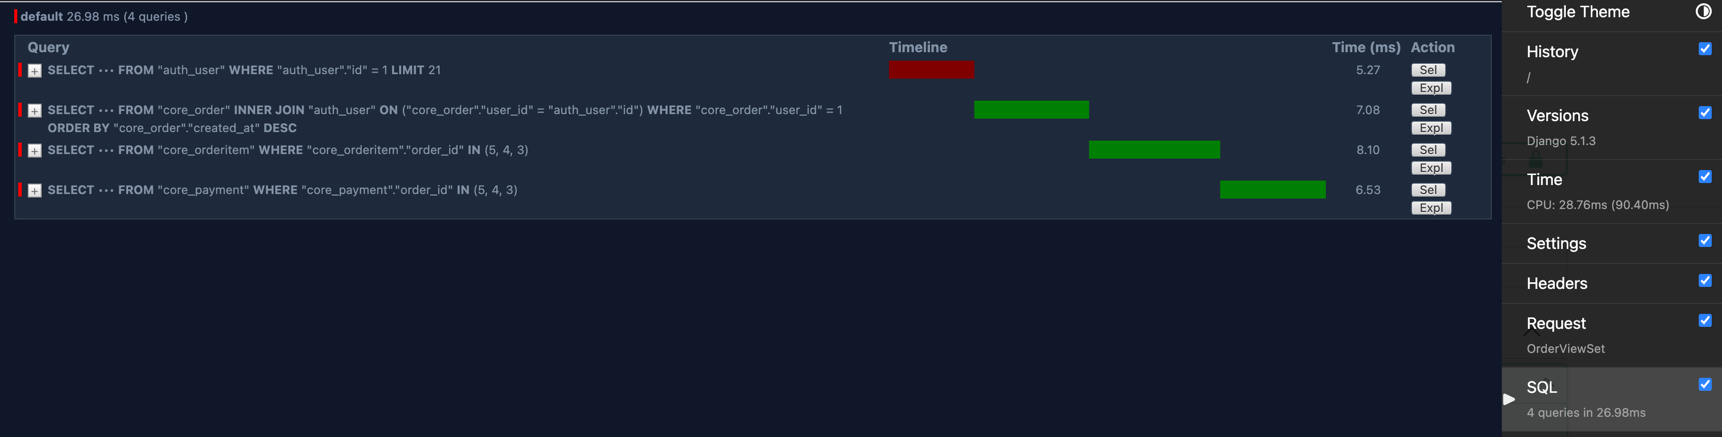 default 26.98 ms (4 queries )
Query Timeline Time (ms) Action
SELECT ••• FROM "auth_user" WHERE "auth_user"."id" = 1 LIMIT 21 5.27 Sel
Expl
SELECT ••• FROM "core_order" INNER JOIN "auth_user" ON ("core_order"."user_id" = "auth_user"."id") WHERE "core_order"."user_id" = 1 7.08 Sel
ORDER BY "core_order"."created_at" DESC Expl
SELECT ••• FROM "core_orderitem" WHERE "core_orderitem"."order_id" IN (5, 4, 3) 8.10 Sel
Expl
SELECT ••• FROM "core_payment" WHERE "core_payment"."order_id" IN (5, 4, 3) 6.53 Sel
Expl
Toggle Theme
History
/
Versions
Django 5.1.3
Time
CPU: 28.76ms (90.40ms)
Settings
Headers
Request
OrderViewSet
SQL
4 queries in 26.98ms